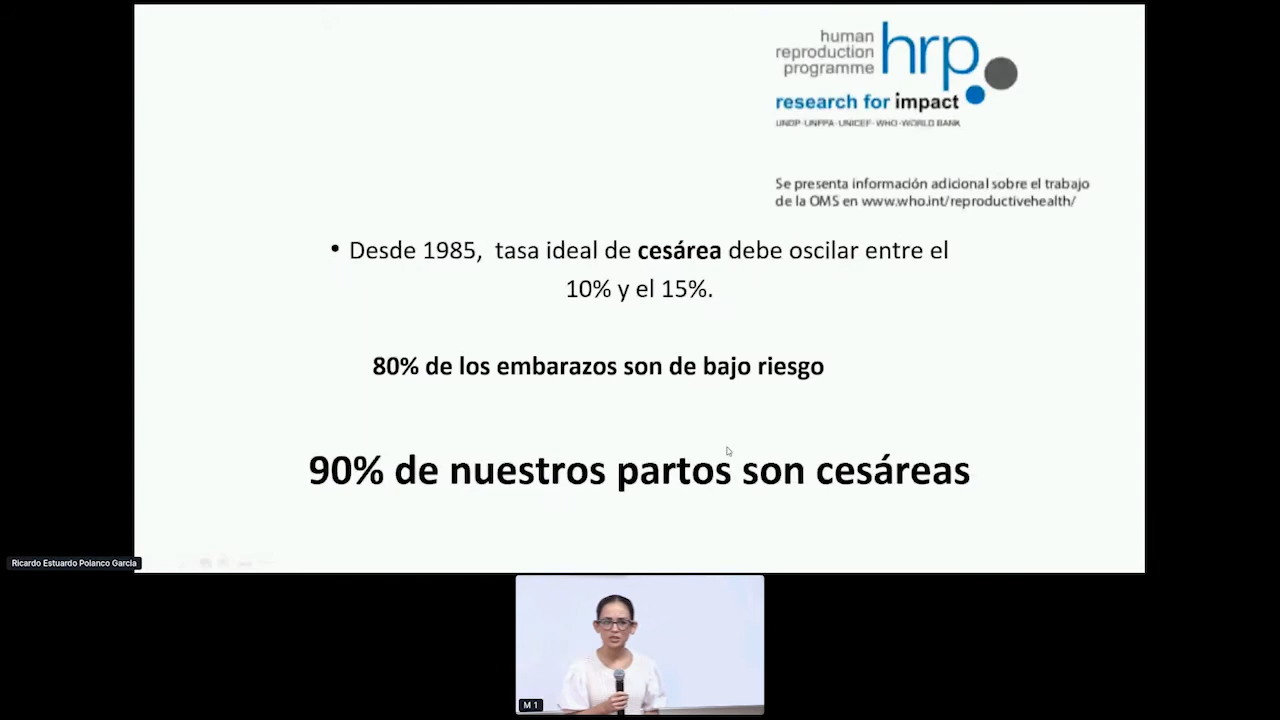 human
reproduction
programme
hrp
research for impact
UNDP·UNFPA·UNICEF·WHO·WORLD BANK
Se presenta información adicional sobre el trabajo
de la OMS en www.who.int/reproductivehealth/
• Desde 1985, tasa ideal de cesárea debe oscilar entre el
10% y el 15%.
80% de los embarazos son de bajo riesgo
90% de nuestros partos son cesáreas
Ricardo Estuardo Polanco Garcia
M 1